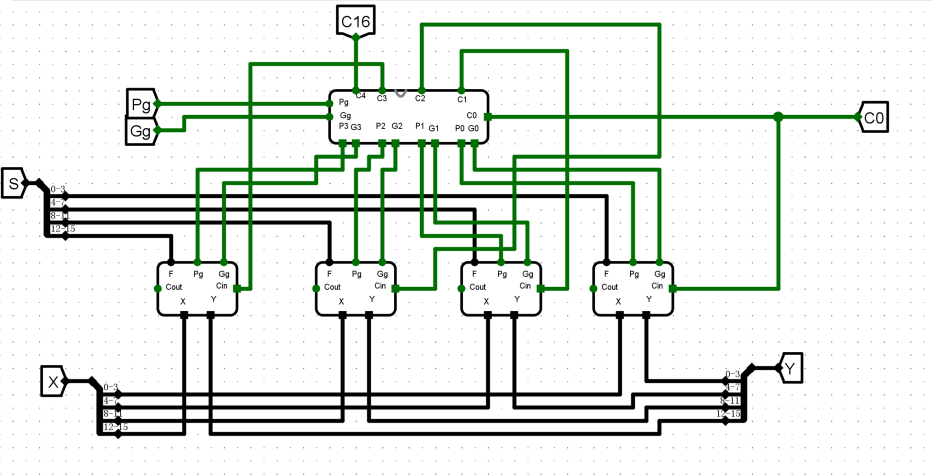 C16
C4 C3 C2 C1
Pg Pg
Gg Gg C0 C0
P3 G3 P2 G2 P1 G1 P0 G0
S
0-3
4-7
8-11
12-15
F Pg Gg F Pg Gg F Pg Gg F Pg Gg
Cout Cin Cout Cin Cout Cin Cout Cin
X Y X Y X Y X Y
X Y
0-3 0-3
4-7 4-7
8-11 8-11
12-15 12-15